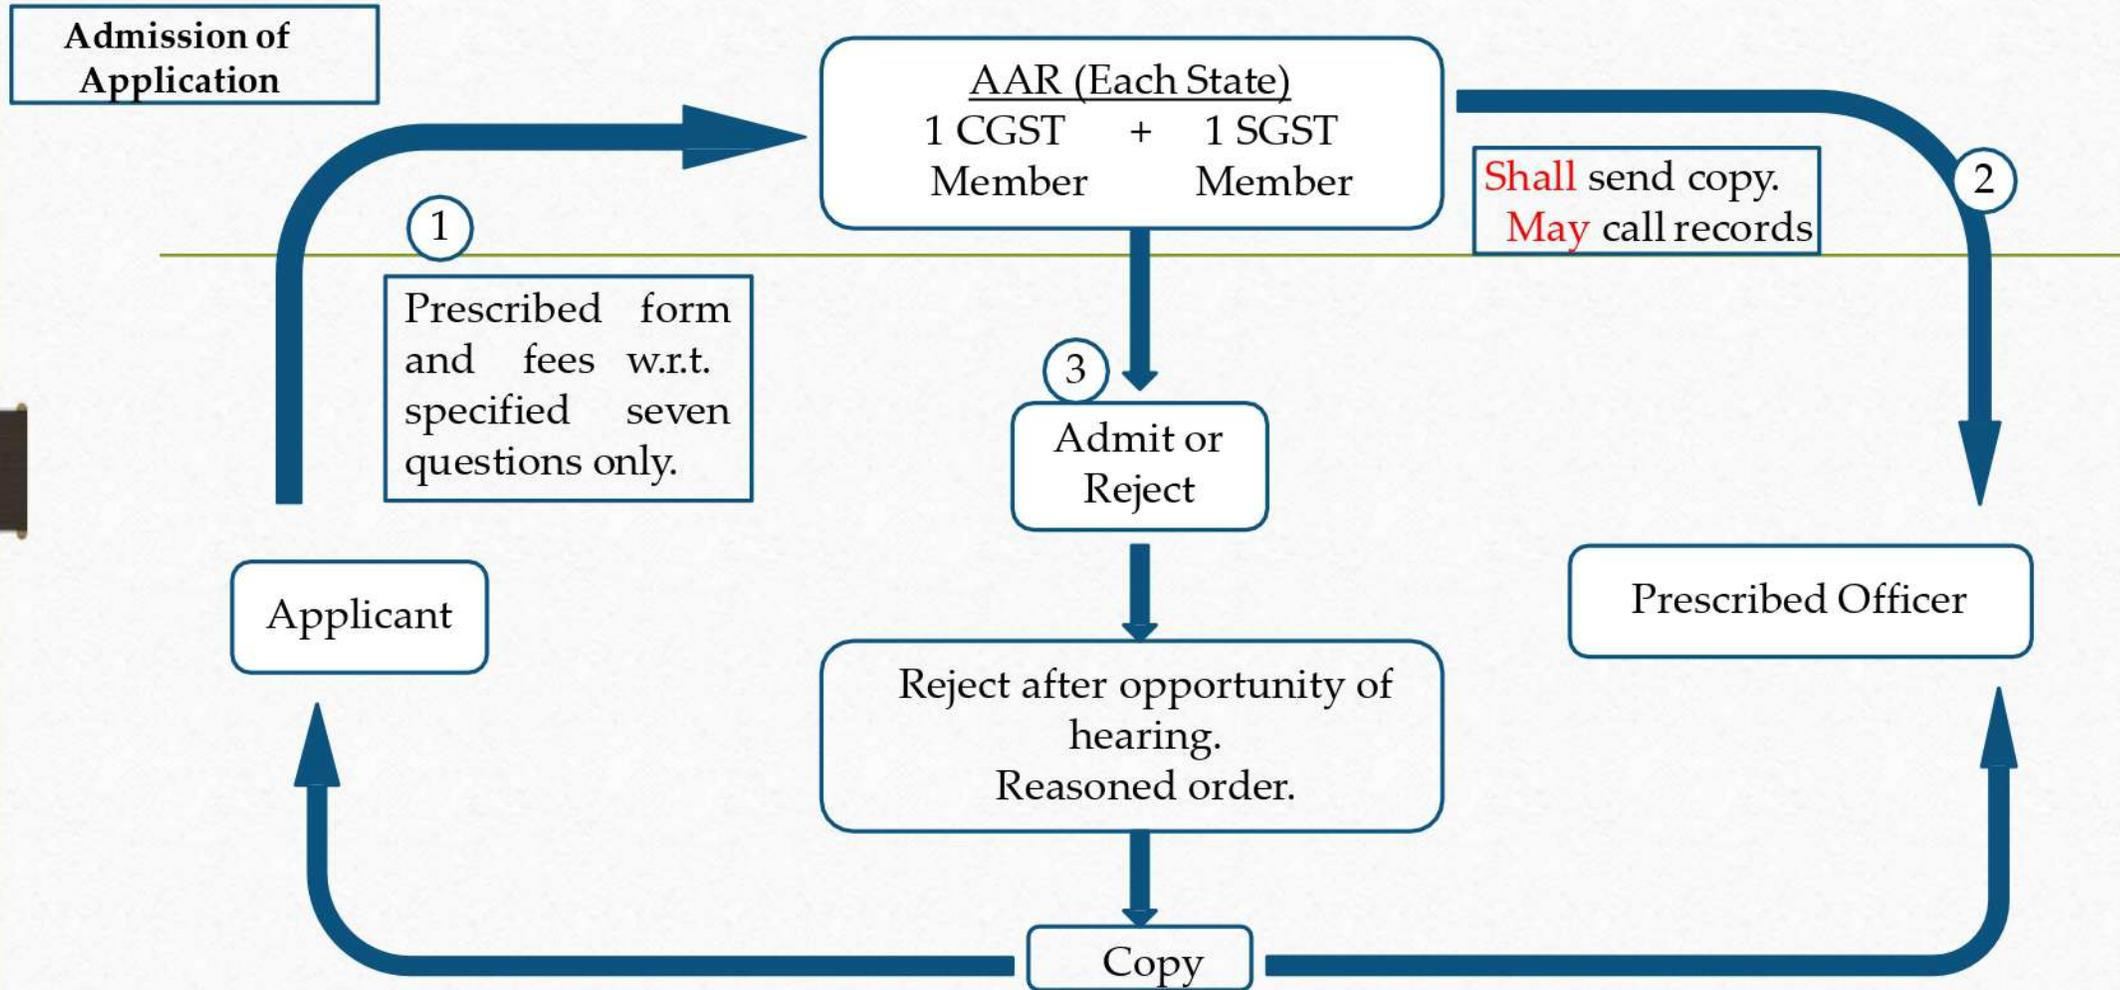 Admission of
Application
AAR (Each State)
1 CGST + 1 SGST
Member Member
Shall send copy.
May call records
2
1
Prescribed form
and fees w.r.t.
specified seven
questions only.
3
Admit or
Reject
Applicant
Prescribed Officer
Reject after opportunity of
hearing.
Reasoned order.
Copy